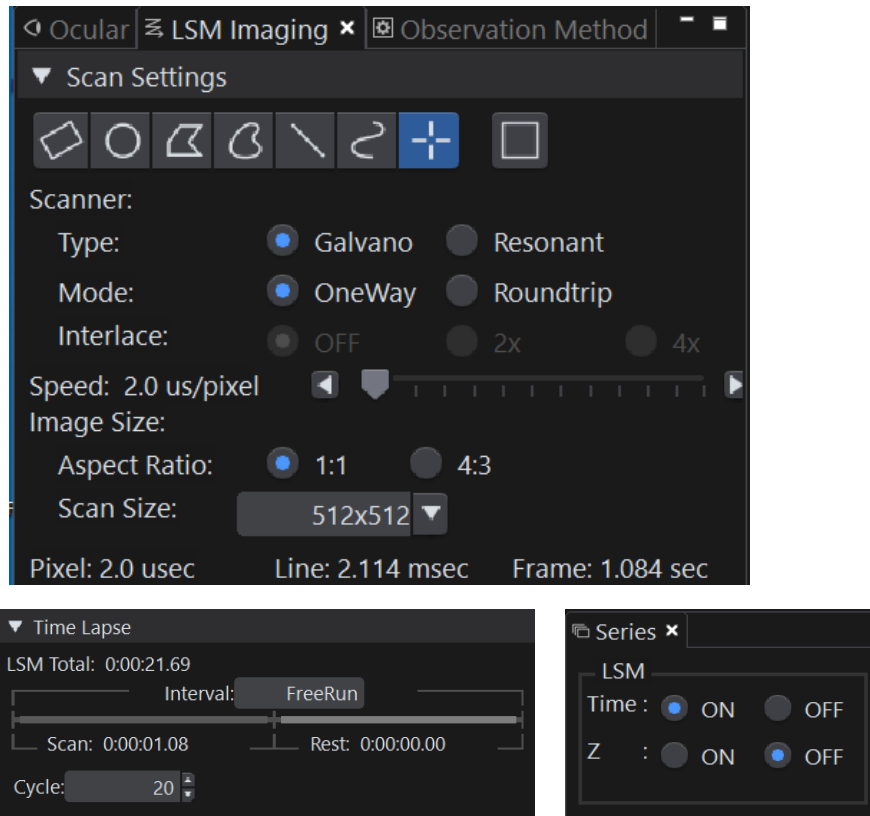 Ocular LSM Imaging Observation Method
Scan Settings
Scanner:
Type: Galvano Resonant
Mode: OneWay Roundtrip
Interlace: OFF 2x 4x
Speed: 2.0 us/pixel
Image Size:
Aspect Ratio: 1:1 4:3
Scan Size: 512x512
Pixel: 2.0 usec Line: 2.114 msec Frame: 1.084 sec
Time Lapse
LSM Total: 0:00:21.69
Interval: FreeRun
Scan: 0:00:01.08 Rest: 0:00:00.00
Cycle: 20
Series
LSM
Time : ON OFF
Z : ON OFF